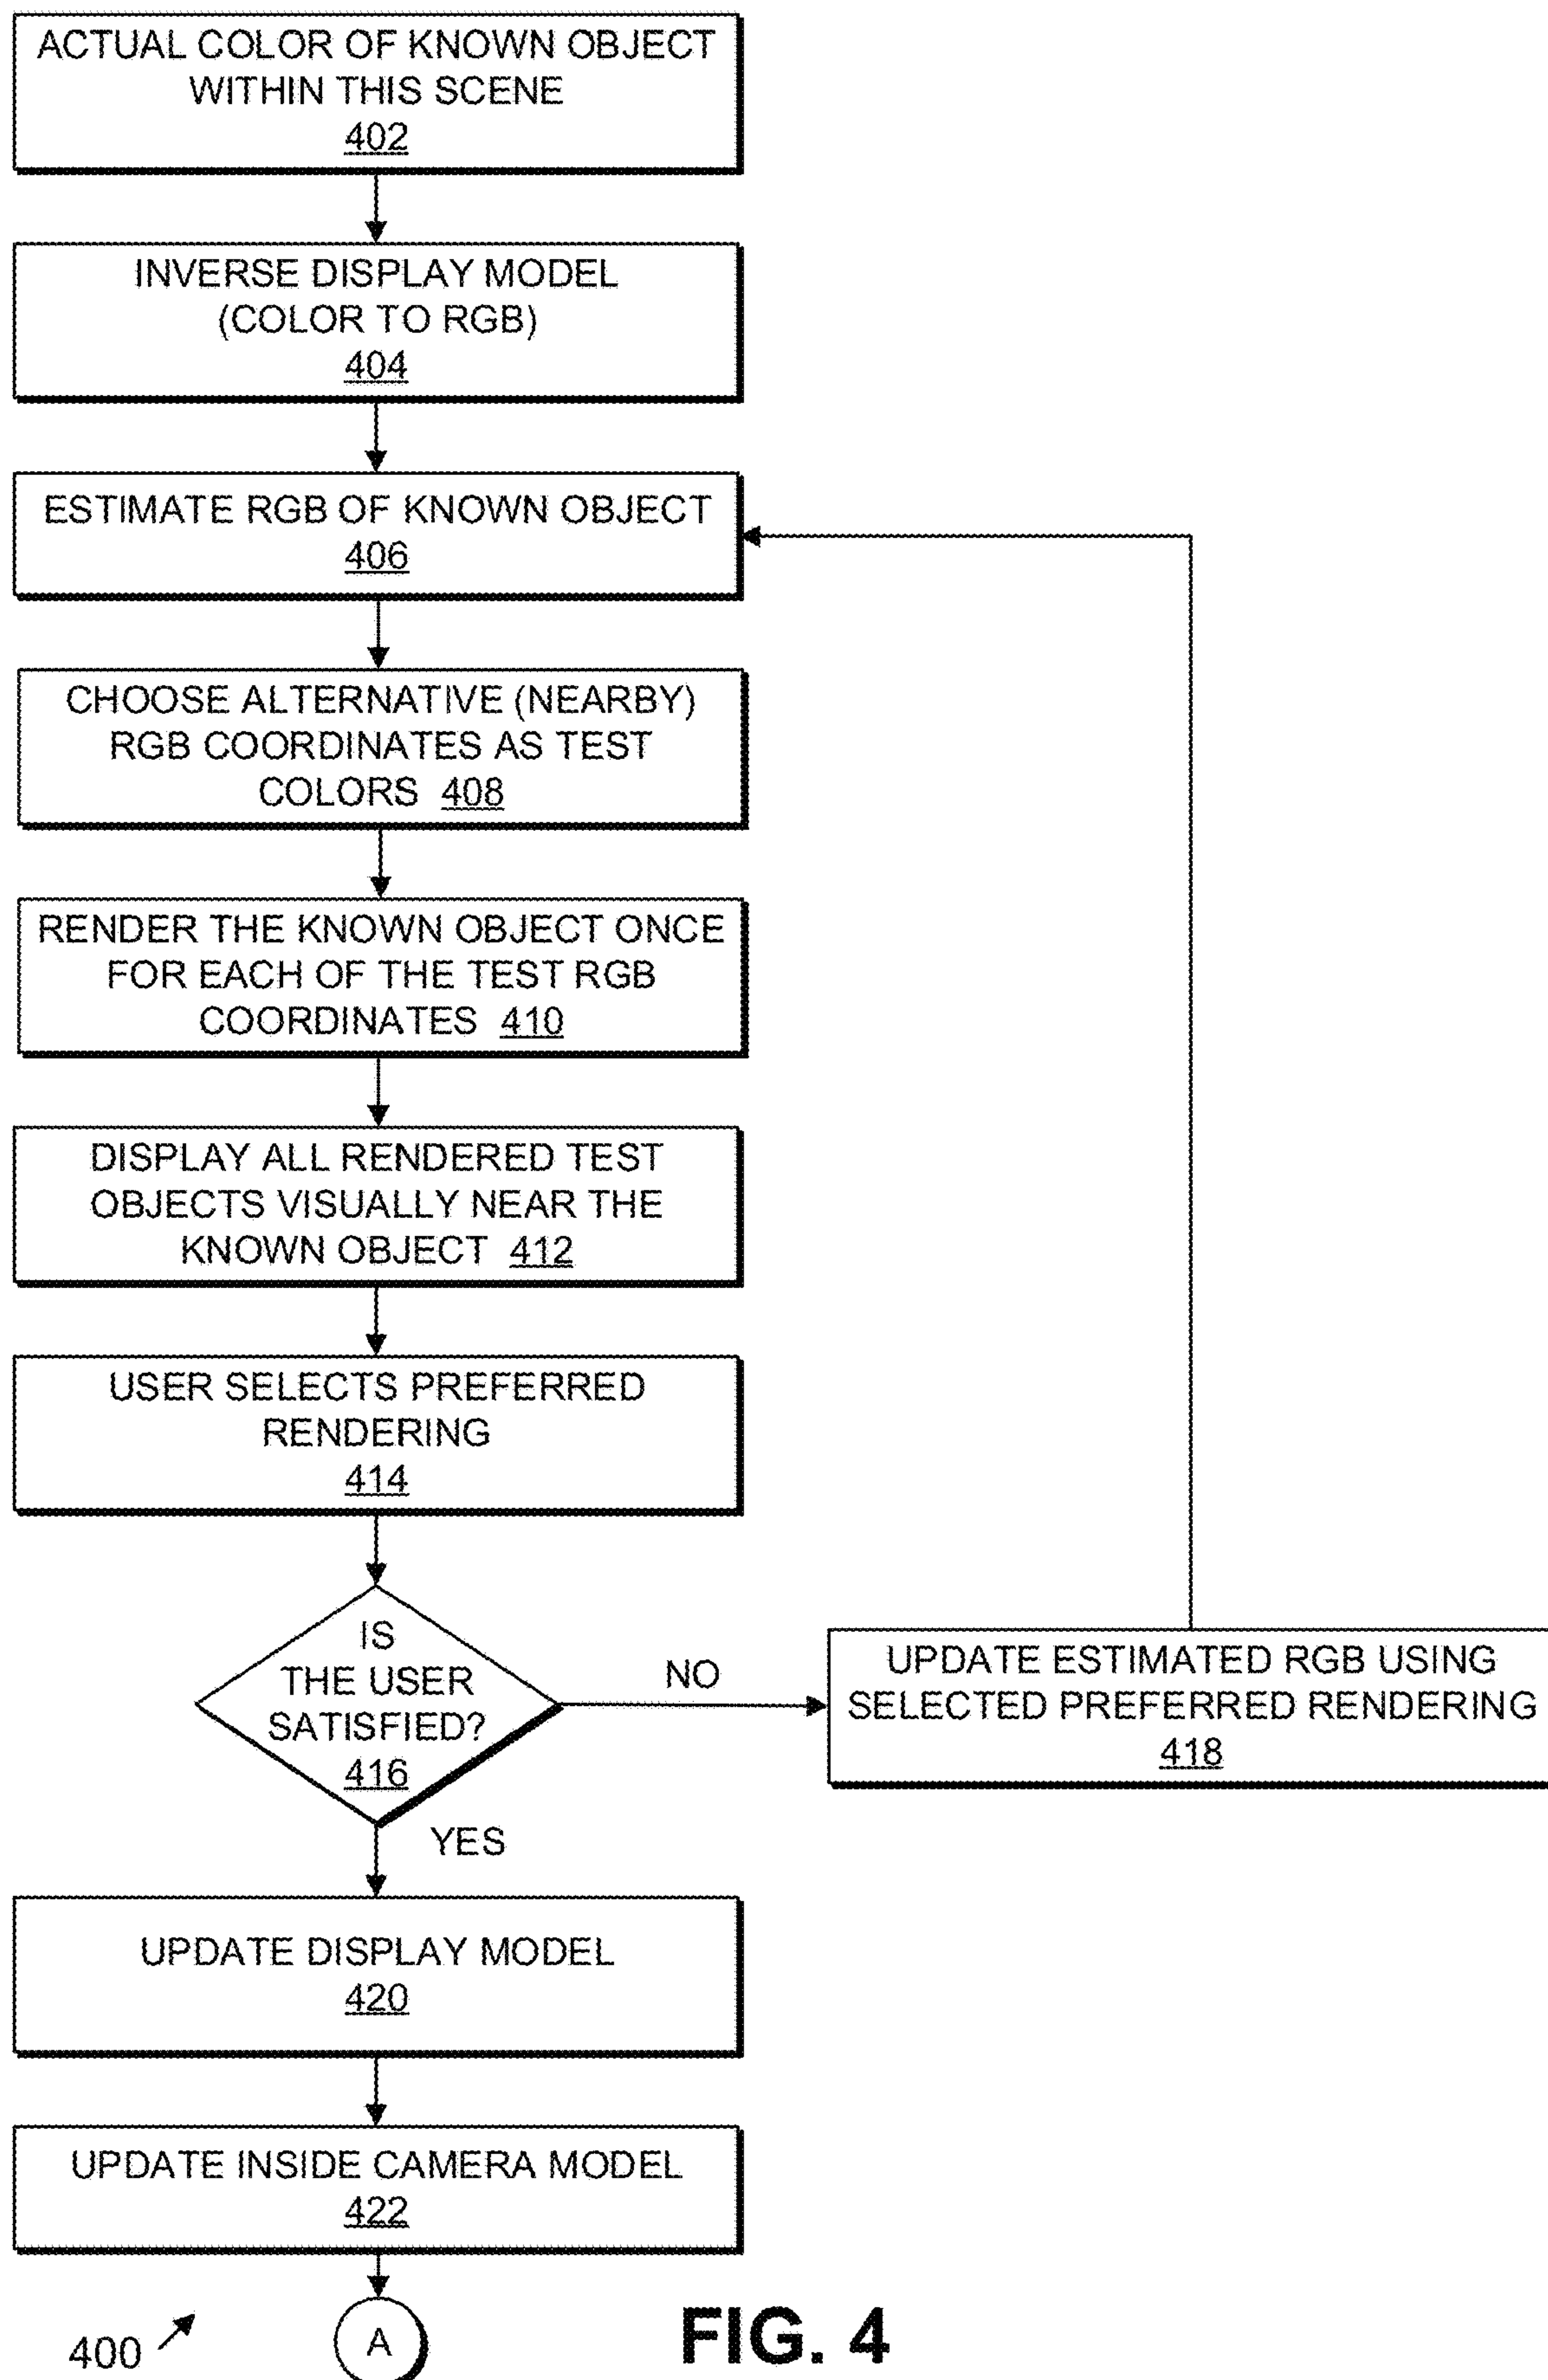 ACTUAL COLOR OF KNOWN OBJECT
WITHIN THIS SCENE
402
INVERSE DISPLAY MODEL
(COLOR TO RGB)
404
ESTIMATE RGB OF KNOWN OBJECT
406
CHOOSE ALTERNATIVE (NEARBY)
RGB COORDINATES AS TEST
COLORS 408
RENDER THE KNOWN OBJECT ONCE
FOR EACH OF THE TEST RGB
COORDINATES 410
DISPLAY ALL RENDERED TEST
OBJECTS VISUALLY NEAR THE
KNOWN OBJECT 412
USER SELECTS PREFERRED
RENDERING
414
IS
THE USER
SATISFIED?
416
NO
UPDATE ESTIMATED RGB USING
SELECTED PREFERRED RENDERING
418
YES
UPDATE DISPLAY MODEL
420
UPDATE INSIDE CAMERA MODEL
422
A
400
FIG. 4